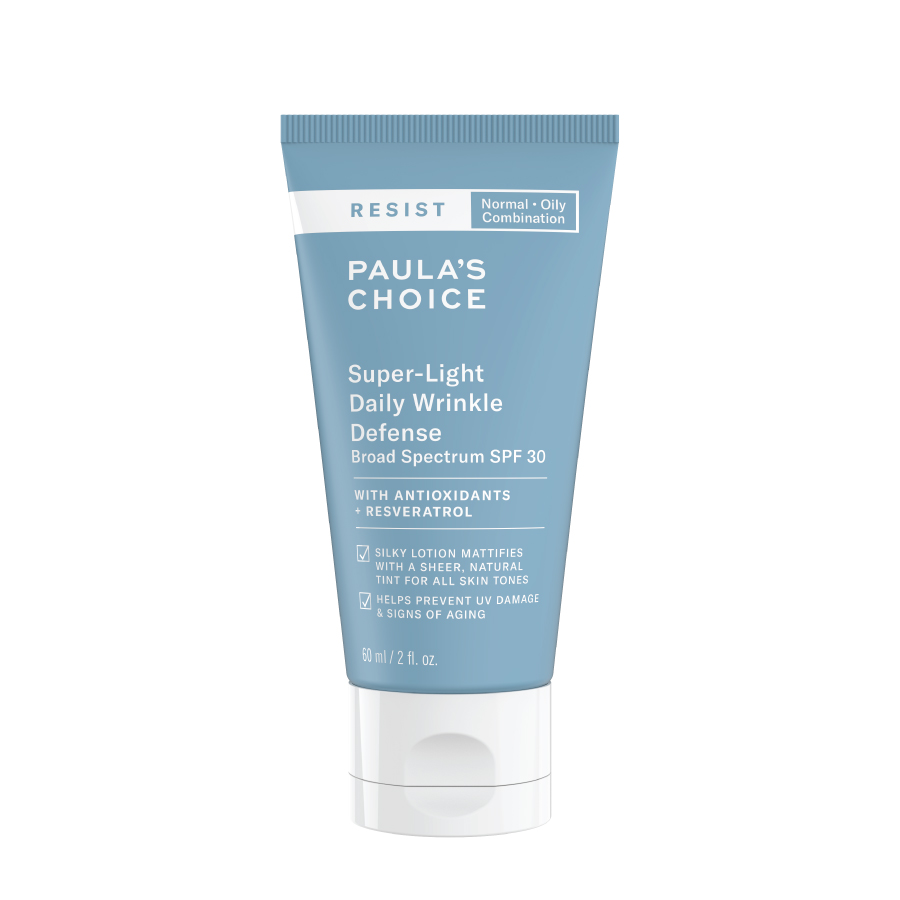 RESIST
Normal • Oily
Combination
PAULA'S
CHOICE
Super-Light
Daily Wrinkle
Defense
Broad Spectrum SPF 30
WITH ANTIOXIDANTS
+ RESVERATROL
☑ SILKY LOTION MATTIFIES
WITH A SHEER, NATURAL
TINT FOR ALL SKIN TONES
☑ HELPS PREVENT UV DAMAGE
& SIGNS OF AGING
60 ml / 2 fl. oz.